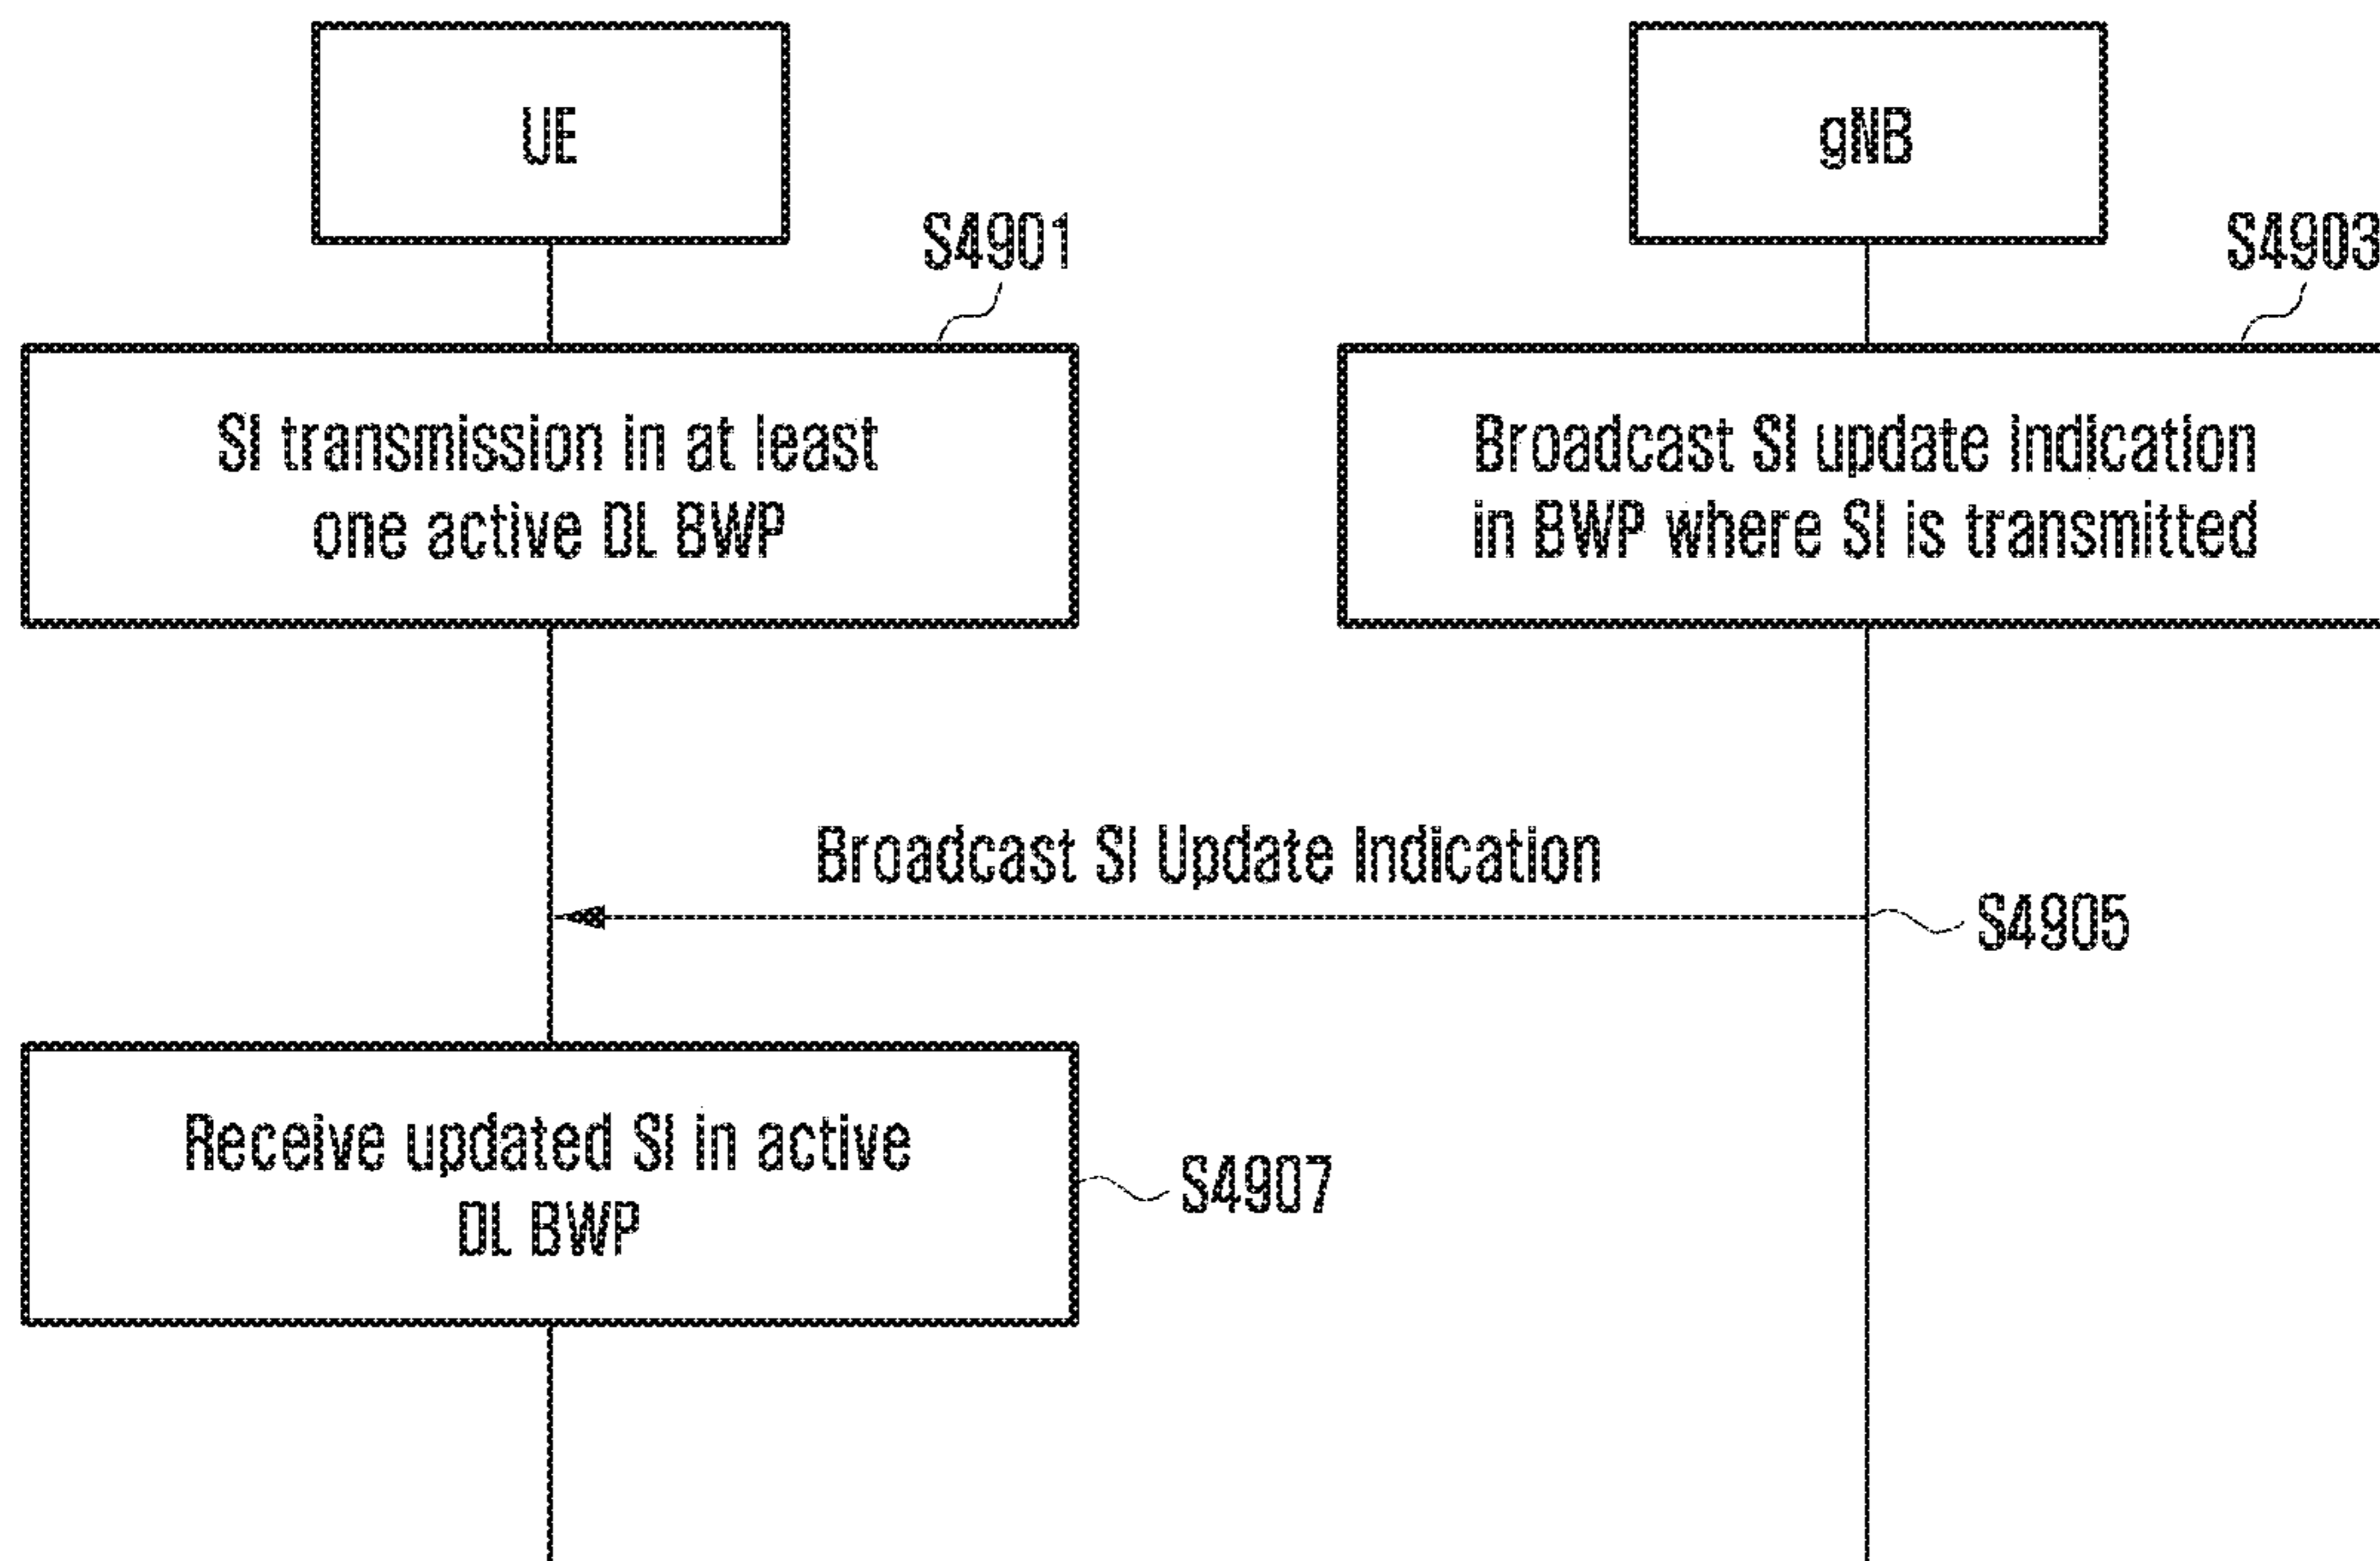 UE
gNB
S4901
S4903
SI transmission in at least
one active DL BWP
Broadcast SI update indication
in BWP where SI is transmitted
Broadcast SI Update Indication
S4905
Receive updated SI in active
DL BWP
S4907